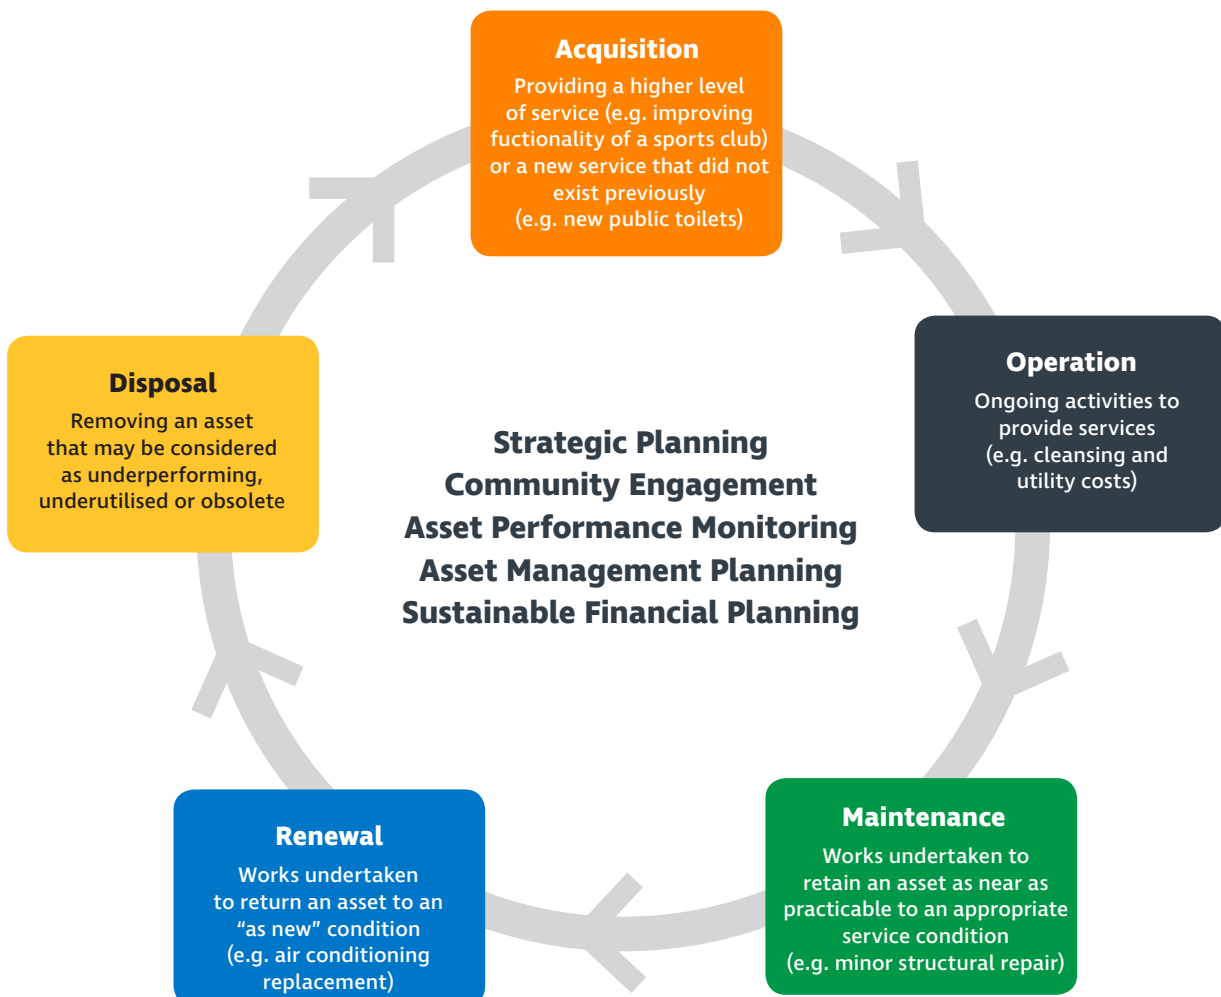 Acquisition
Providing a higher level
of service (e.g. improving
fuctionality of a sports club)
or a new service that did not
exist previously
(e.g. new public toilets)
Operation
Ongoing activities to
provide services
(e.g. cleansing and
utility costs)
Disposal
Removing an asset
that may be considered
as underperforming,
underutilised or obsolete
Strategic Planning
Community Engagement
Asset Performance Monitoring
Asset Management Planning
Sustainable Financial Planning
Maintenance
Works undertaken to
retain an asset as near as
practicable to an appropriate
service condition
(e.g. minor structural repair)
Renewal
Works undertaken
to return an asset to an
“as new” condition
(e.g. air conditioning
replacement)